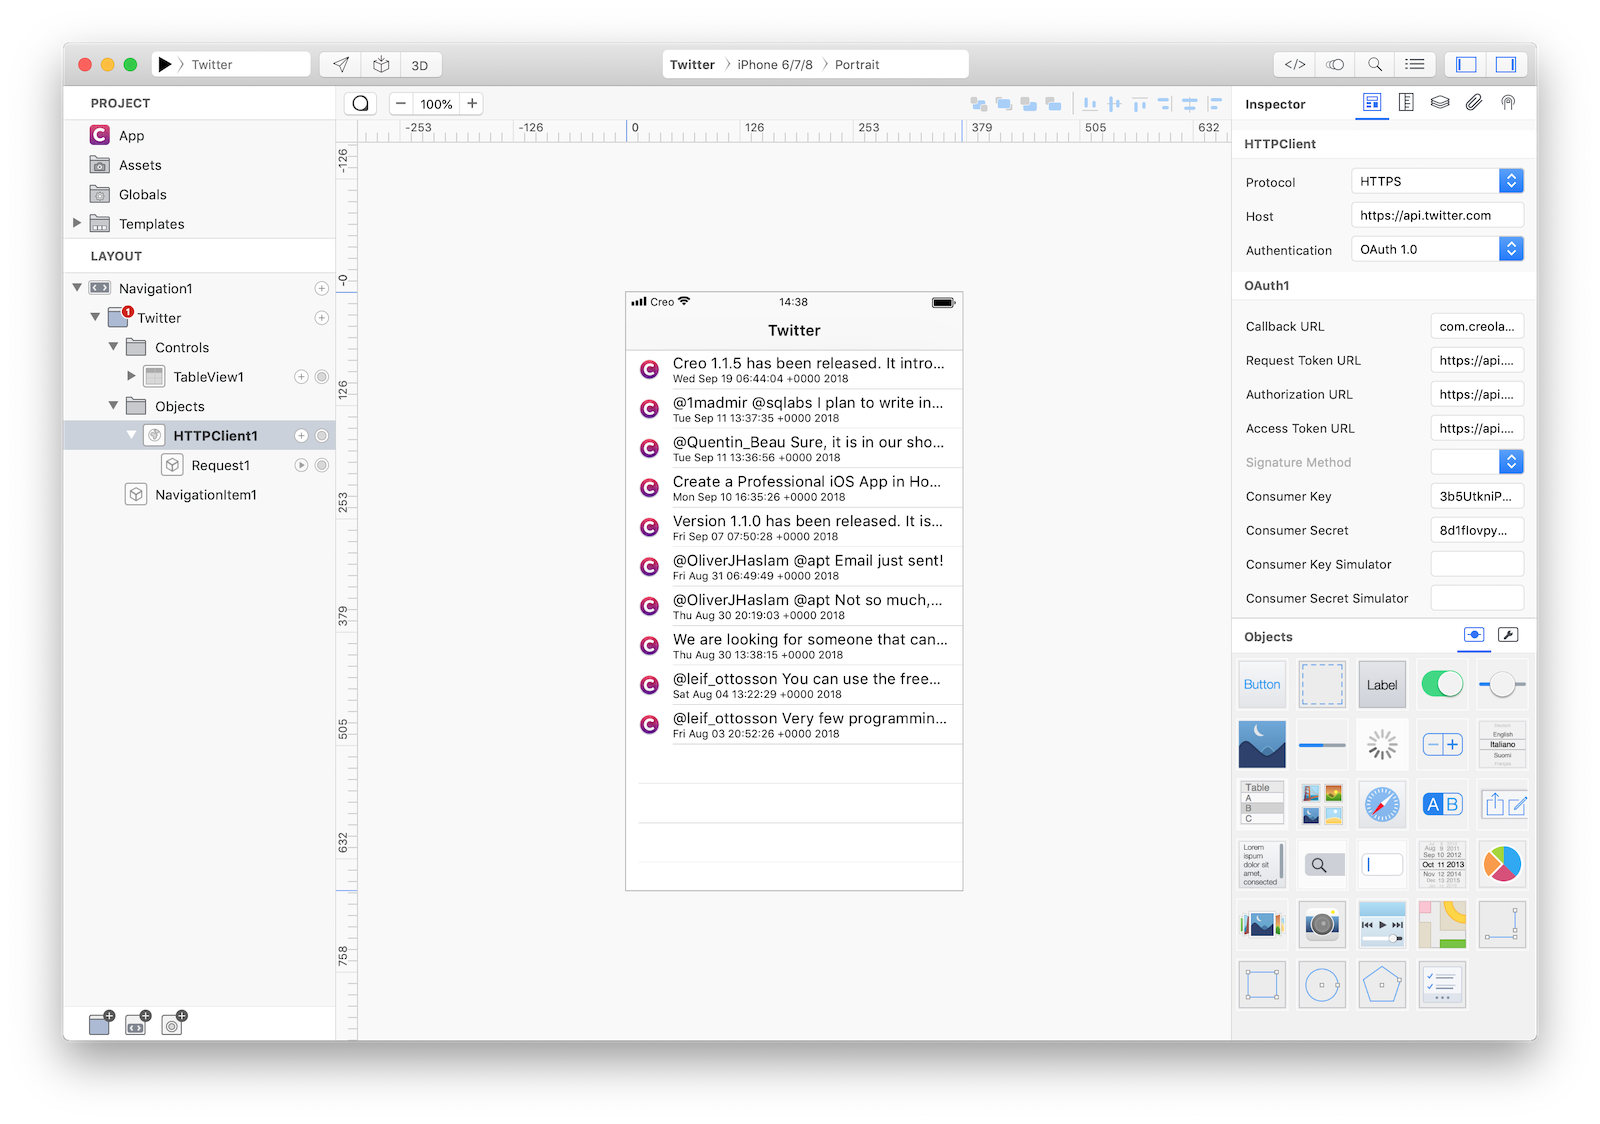 Twitter
3D
Twitter
iPhone 6/7/8
Portrait
</>
PROJECT
App
Assets
Globals
Templates
LAYOUT
Navigation1
1
Twitter
Controls
TableView1
Objects
HTTPClient1
Request1
NavigationItem1
100%
-253
-126
0
126
253
379
505
632
-126
-0
126
253
379
505
632
758
Creo
14:38
Twitter
Creo 1.1.5 has been released. It intro...
Wed Sep 19 06:44:04 +0000 2018
@1madmir @sqlabs I plan to write in...
Tue Sep 11 13:37:35 +0000 2018
@Quentin_Beau Sure, it is in our sho...
Tue Sep 11 13:36:56 +0000 2018
Create a Professional iOS App in Ho...
Mon Sep 10 16:35:26 +0000 2018
Version 1.1.0 has been released. It is...
Fri Sep 07 07:50:28 +0000 2018
@OliverJHaslam @apt Email just sent!
Fri Aug 31 06:49:49 +0000 2018
@OliverJHaslam @apt Not so much,...
Thu Aug 30 20:19:03 +0000 2018
We are looking for someone that can...
Thu Aug 30 13:38:15 +0000 2018
@leif_ottosson You can use the free...
Sat Aug 04 13:22:29 +0000 2018
@leif_ottosson Very few programmin...
Fri Aug 03 20:52:26 +0000 2018
Inspector
HTTPClient
Protocol
HTTPS
Host
https://api.twitter.com
Authentication
OAuth 1.0
OAuth1
Callback URL
com.creola...
Request Token URL
https://api....
Authorization URL
https://api....
Access Token URL
https://api....
Signature Method
Consumer Key
3b5UtkniP...
Consumer Secret
8d1flovpy...
Consumer Key Simulator
Consumer Secret Simulator
Objects
Button
Label
English
Italiano
Suomi
Table
A
B
C
A B
Lorem
ispum
dolor sit
amet,
consected
Aug 9 2011
Sep 10 2012
Oct 11 2013
Nov 12 2014
Dec 13 2015